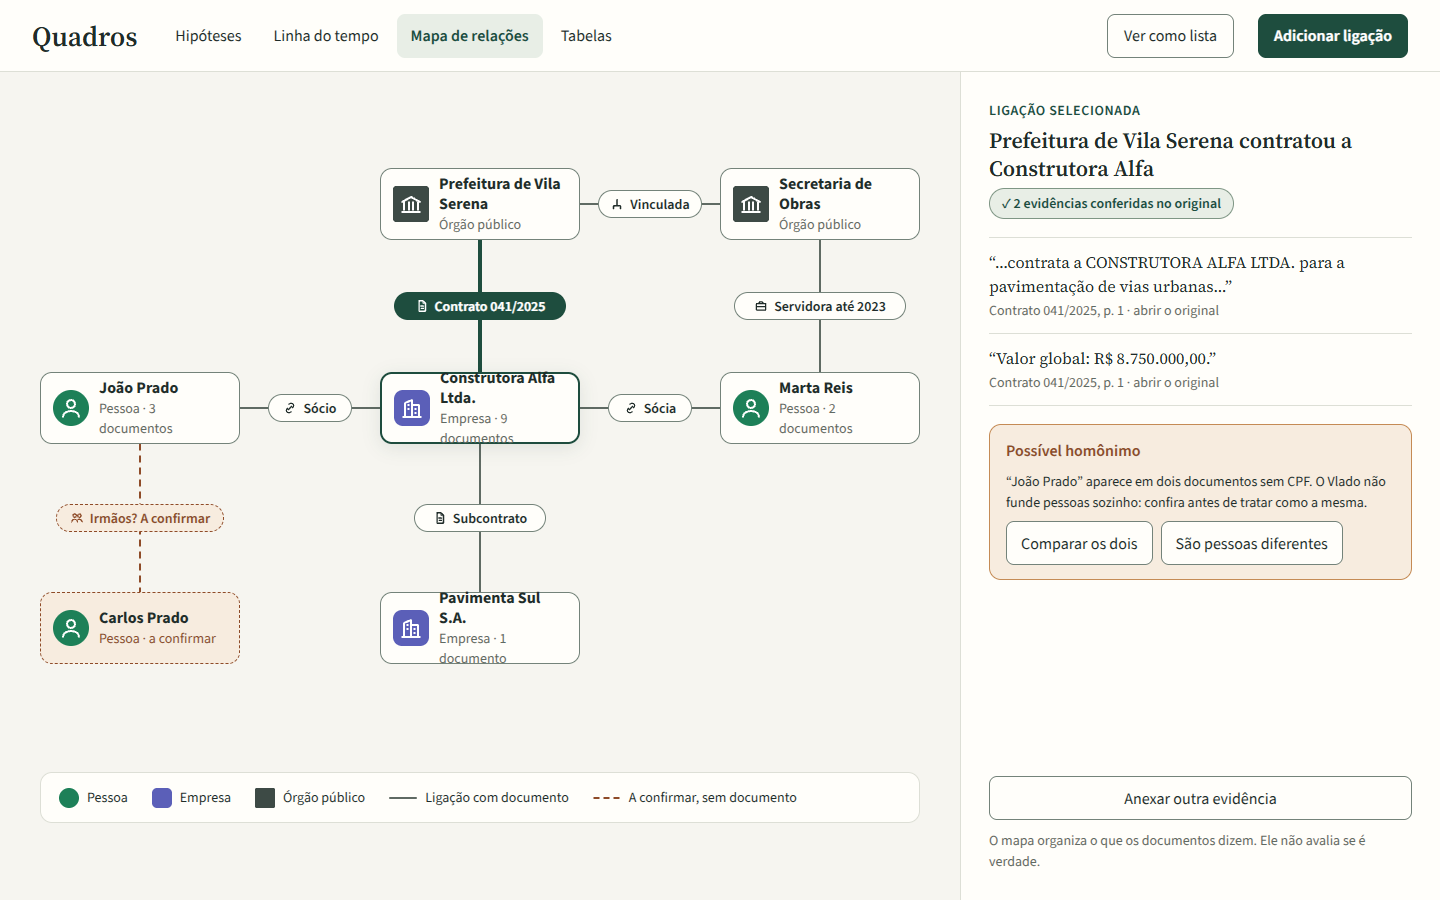 Quadros
Hipóteses
Linha do tempo
Mapa de relações
Tabelas
Ver como lista
Adicionar ligação
Prefeitura de Vila
Serena
Órgão público
Vinculada
Secretaria de
Obras
Órgão público
Contrato 041/2025
Servidora até 2023
João Prado
Pessoa · 3
documentos
Sócio
Construtora Alfa
Ltda.
Empresa · 9
documentos
Sócia
Marta Reis
Pessoa · 2
documentos
Irmãos? A confirmar
Subcontrato
Carlos Prado
Pessoa · a confirmar
Pavimenta Sul
S.A.
Empresa · 1
documento
Pessoa
Empresa
Órgão público
Ligação com documento
A confirmar, sem documento
LIGAÇÃO SELECIONADA
Prefeitura de Vila Serena contratou a
Construtora Alfa
✓ 2 evidências conferidas no original
“…contrata a CONSTRUTORA ALFA LTDA. para a
pavimentação de vias urbanas…”
Contrato 041/2025, p. 1 · abrir o original
“Valor global: R$ 8.750.000,00.”
Contrato 041/2025, p. 1 · abrir o original
Possível homônimo
“João Prado” aparece em dois documentos sem CPF. O Vlado não
funde pessoas sozinho: confira antes de tratar como a mesma.
Comparar os dois
São pessoas diferentes
Anexar outra evidência
O mapa organiza o que os documentos dizem. Ele não avalia se é
verdade.